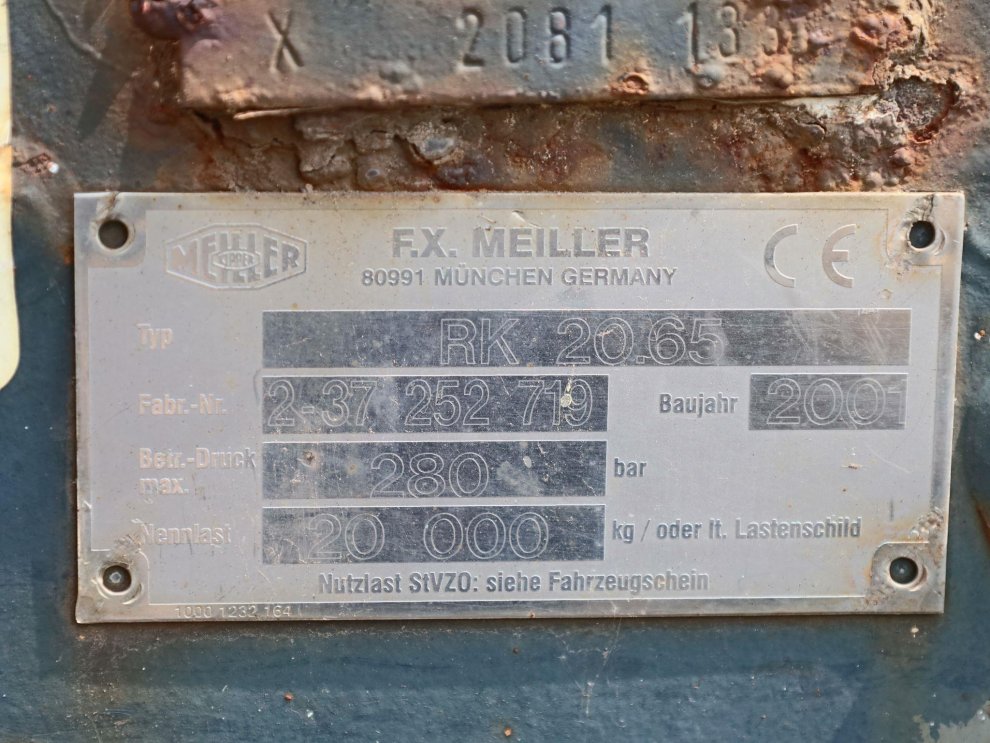 X 2081 133
MEILLER
KIPPER
F.X. MEILLER
80991 MÜNCHEN GERMANY
CE
Typ RK 20.65
Fabr.-Nr. 2-37 252 719 Baujahr 2001
Betr.-Druck max. 280 bar
Nennlast 20 000 kg / oder lt. Lastenschild
Nutzlast StVZO: siehe Fahrzeugschein
1000 1232 164